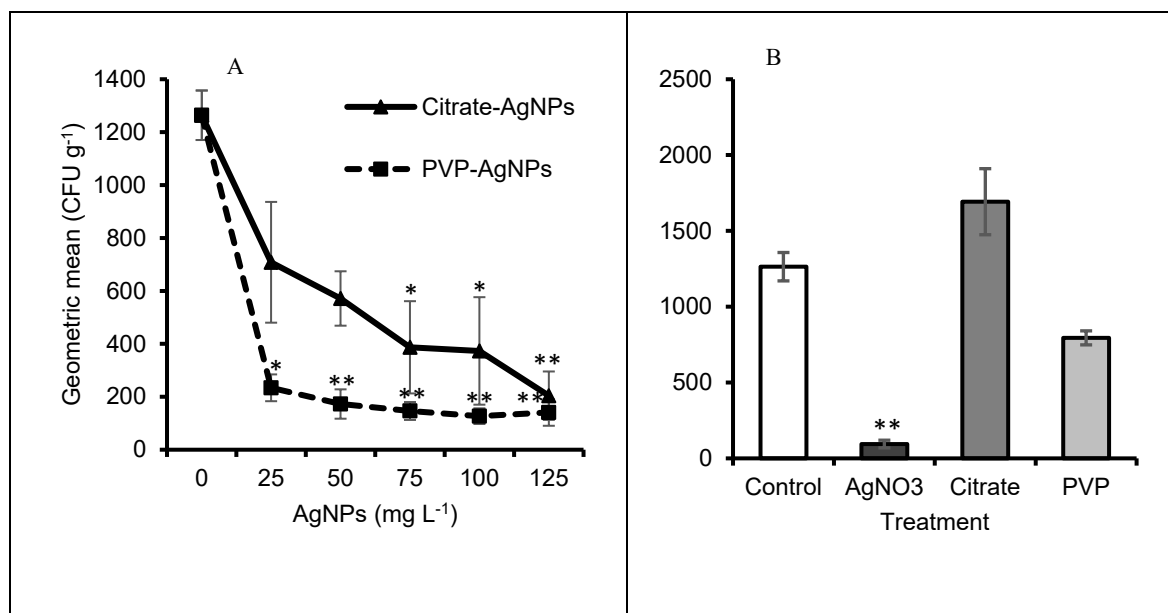 A
1400
1200
1000
800
600
400
200
0
Geometric mean (CFU g-1)
Citrate-AgNPs
PVP-AgNPs
* *
**
* ** ** ** **
0 25 50 75 100 125
AgNPs (mg L-1)
B
2500
2000
1500
1000
500
0
**
Control AgNO3 Citrate PVP
Treatment